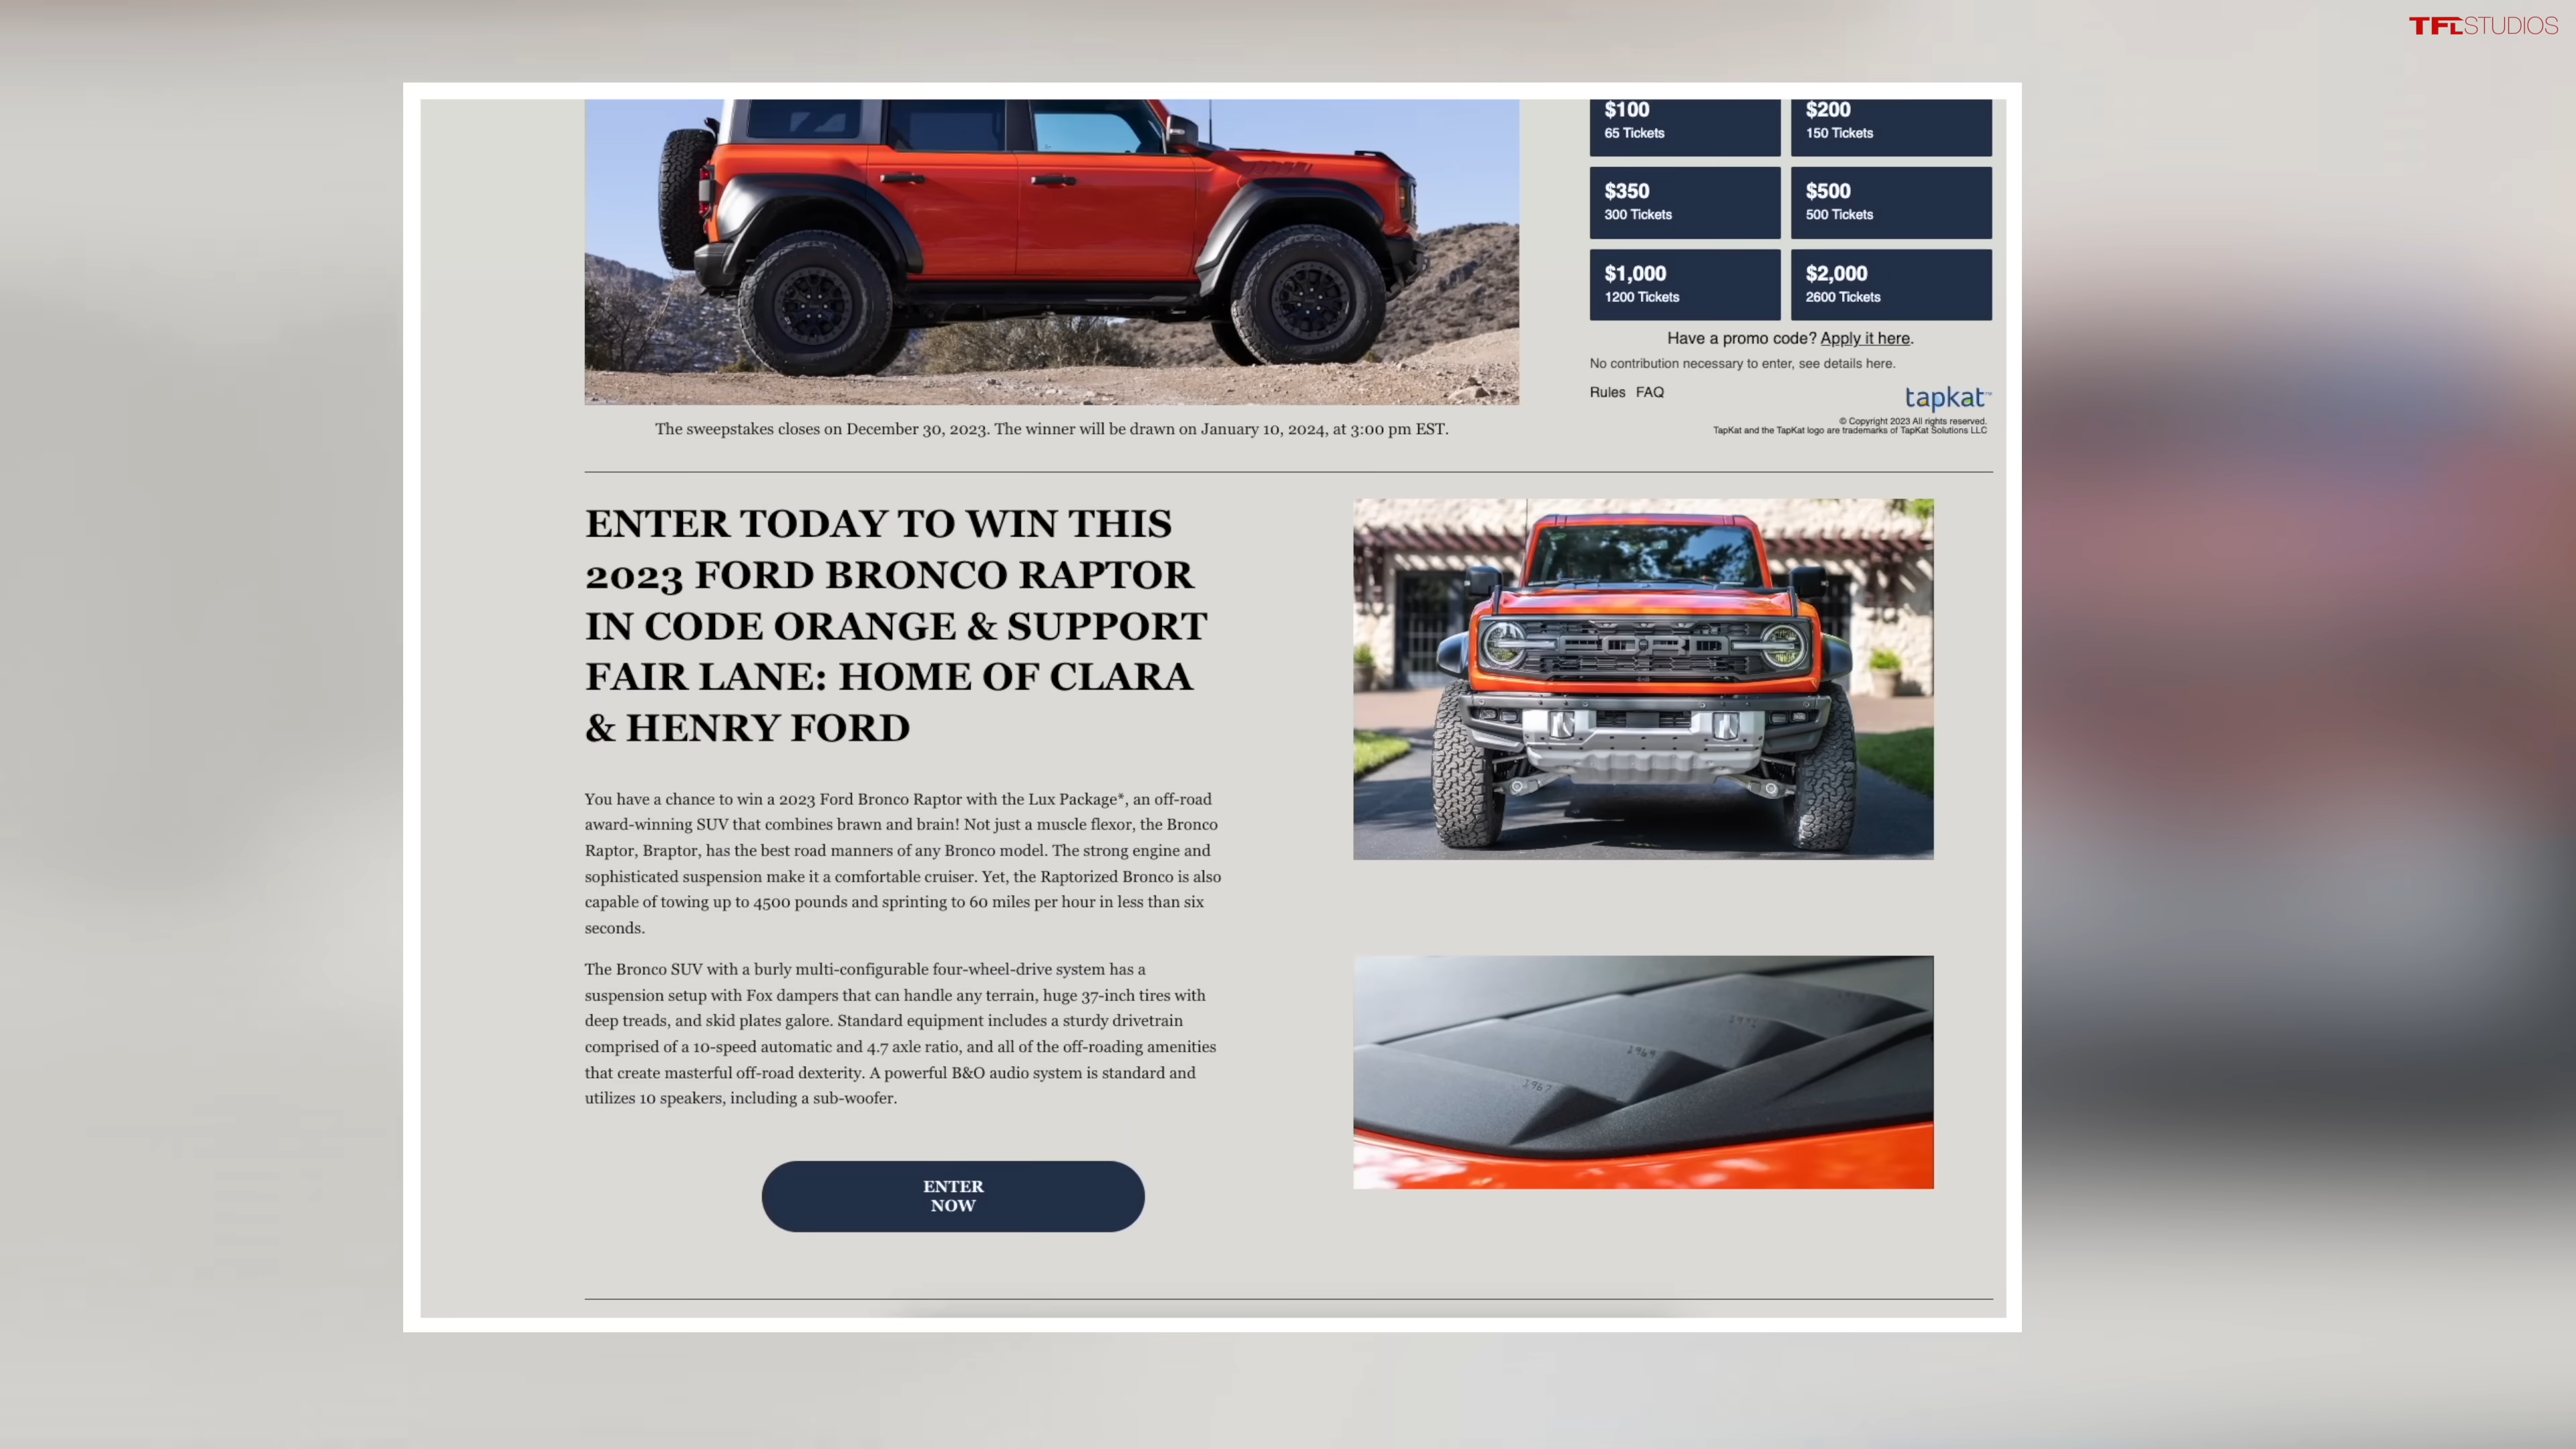 TFLSTUDIOS
$100
65 Tickets
$200
150 Tickets
$350
300 Tickets
$500
500 Tickets
$1,000
1200 Tickets
$2,000
2600 Tickets
Have a promo code? Apply it here.
No contribution necessary to enter, see details here.
Rules FAQ
tapkat™
© Copyright 2023 All rights reserved.
TapKat and the TapKat logo are trademarks of TapKat Solutions LLC
The sweepstakes closes on December 30, 2023. The winner will be drawn on January 10, 2024, at 3:00 pm EST.
ENTER TODAY TO WIN THIS
2023 FORD BRONCO RAPTOR
IN CODE ORANGE & SUPPORT
FAIR LANE: HOME OF CLARA
& HENRY FORD
You have a chance to win a 2023 Ford Bronco Raptor with the Lux Package*, an off-road
award-winning SUV that combines brawn and brain! Not just a muscle flexor, the Bronco
Raptor, Braptor, has the best road manners of any Bronco model. The strong engine and
sophisticated suspension make it a comfortable cruiser. Yet, the Raptorized Bronco is also
capable of towing up to 4500 pounds and sprinting to 60 miles per hour in less than six
seconds.
The Bronco SUV with a burly multi-configurable four-wheel-drive system has a
suspension setup with Fox dampers that can handle any terrain, huge 37-inch tires with
deep treads, and skid plates galore. Standard equipment includes a sturdy drivetrain
comprised of a 10-speed automatic and 4.7 axle ratio, and all of the off-roading amenities
that create masterful off-road dexterity. A powerful B&O audio system is standard and
utilizes 10 speakers, including a sub-woofer.
ENTER
NOW
1969
1967